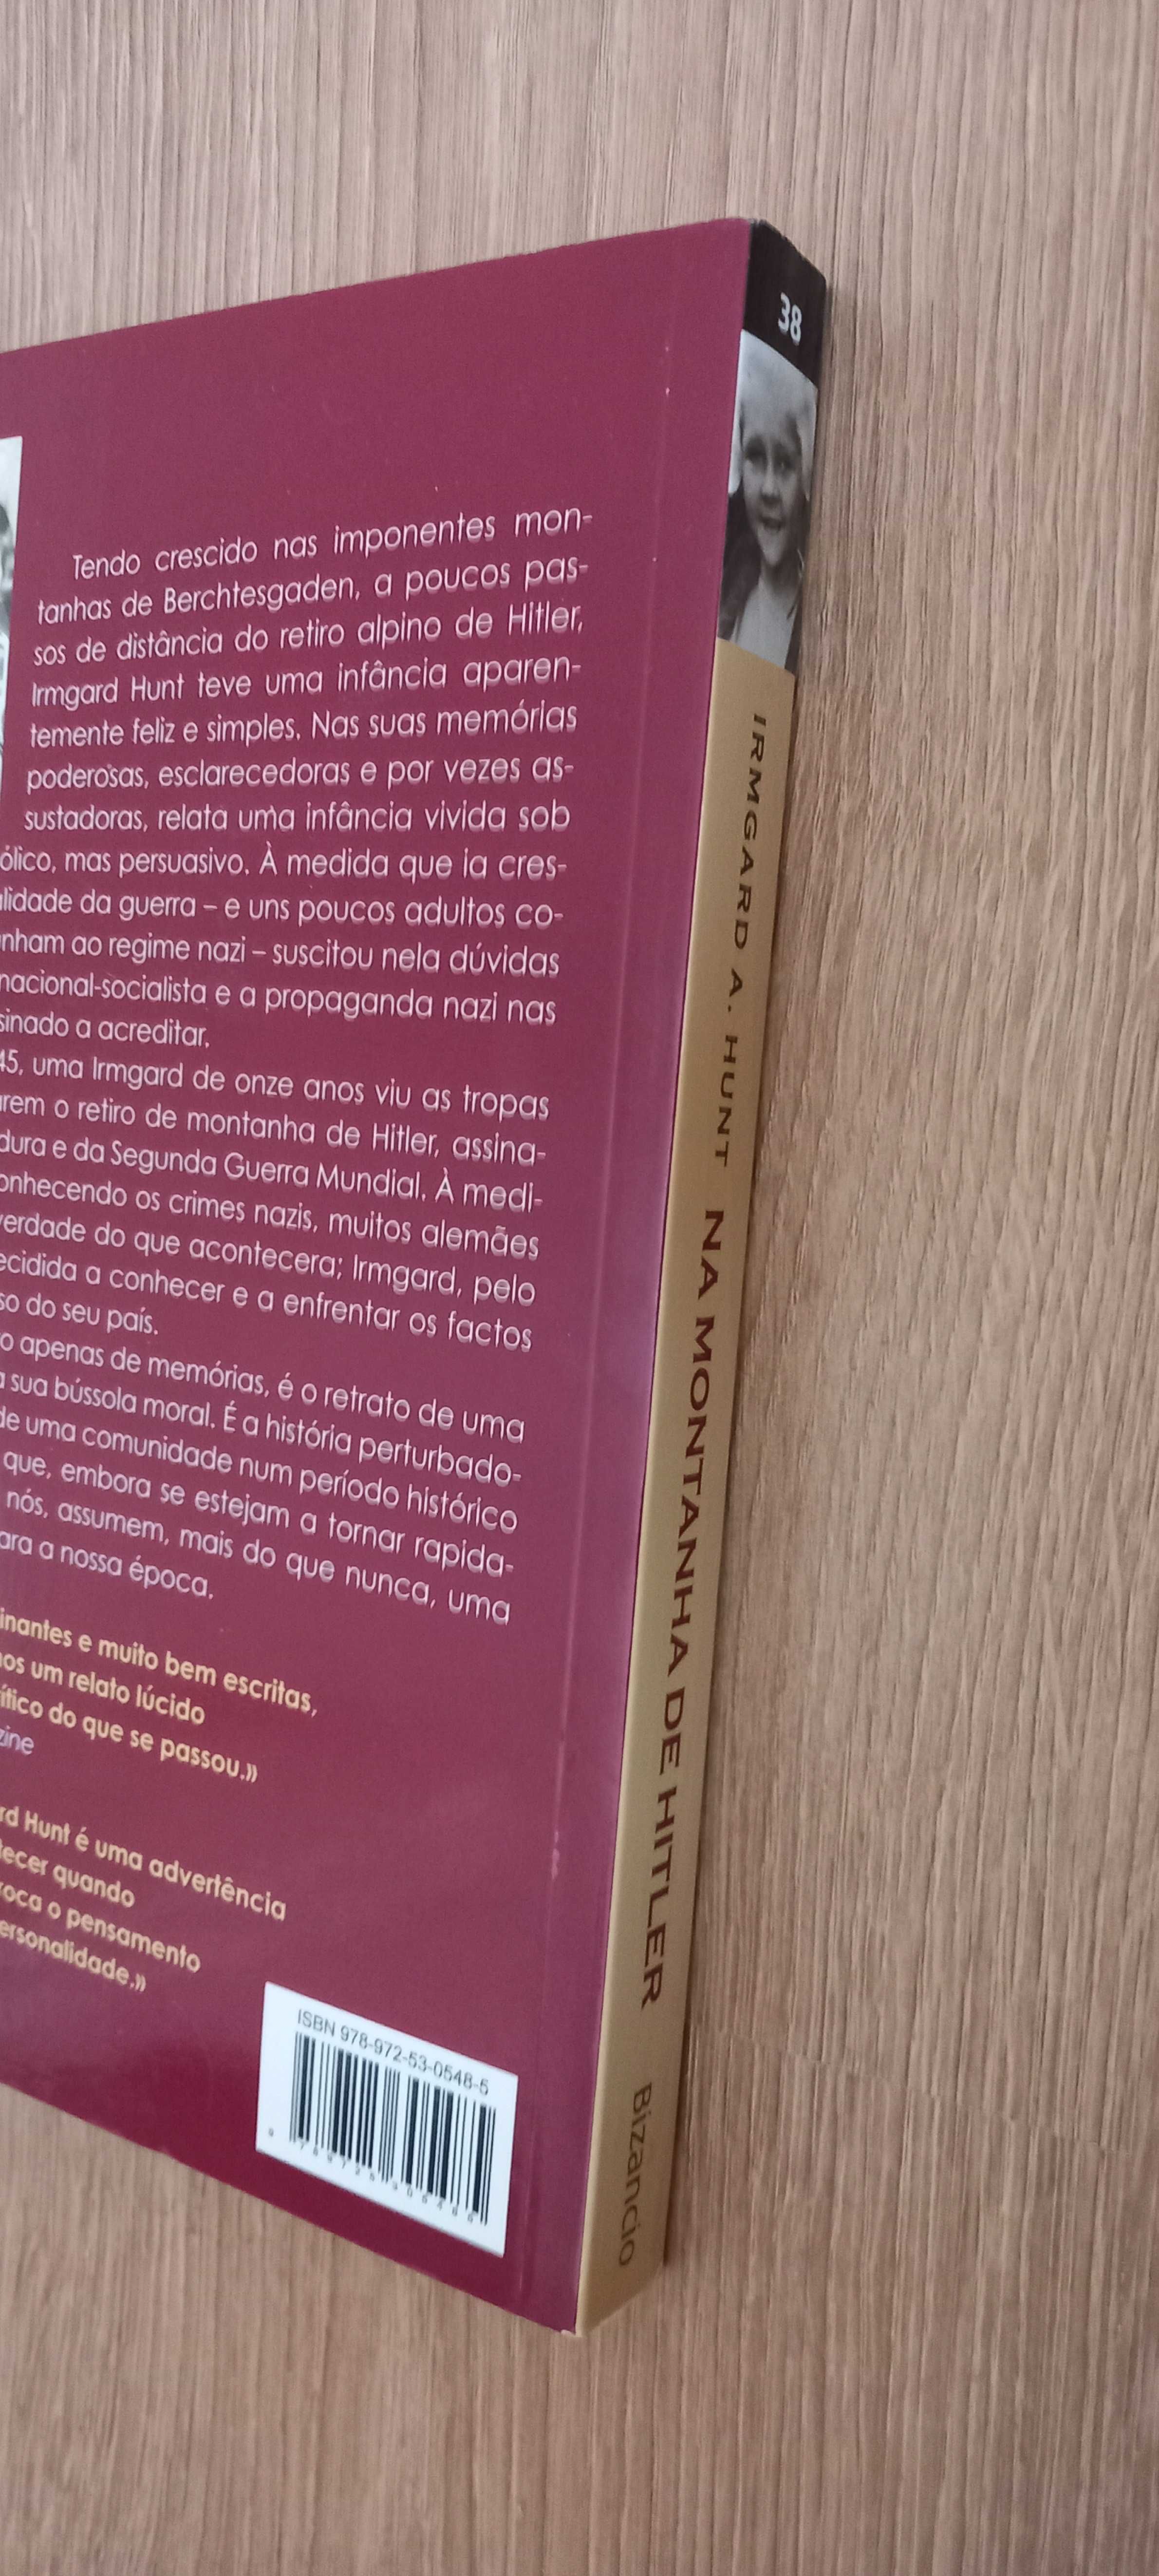 Tendo crescido nas imponentes mon-
tanhas de Berchtesgaden, a poucos pas-
sos de distância do retiro alpino de Hitler,
Irmgard Hunt teve uma infância aparen-
temente feliz e simples. Nas suas memórias
poderosas, esclarecedoras e por vezes as-
sustadoras, relata uma infância vivida sob
ólico, mas persuasivo. À medida que ia cres-
lidade da guerra – e uns poucos adultos co-
nham ao regime nazi – suscitou nela dúvidas
nacional-socialista e a propaganda nazi nas
sinado a acreditar.
45, uma Irmgard de onze anos viu as tropas
rem o retiro de montanha de Hitler, assina-
dura e da Segunda Guerra Mundial. À medi-
onhecendo os crimes nazis, muitos alemães
verdade do que acontecera; Irmgard, pelo
ecidida a conhecer e a enfrentar os factos
so do seu país.
o apenas de memórias, é o retrato de uma
a sua bússola moral. É a história perturbado-
de uma comunidade num período histórico
que, embora se estejam a tornar rapida-
nós, assumem, mais do que nunca, uma
ara a nossa época.
inantes e muito bem escritas,
nos um relato lúcido
ítico do que se passou.»
zine
rd Hunt é uma advertência
tecer quando
roca o pensamento
ersonalidade.»
ISBN 978-972-53-0548-5
38
IRMGARD A. HUNT NA MONTANHA DE HITLER Bizancio